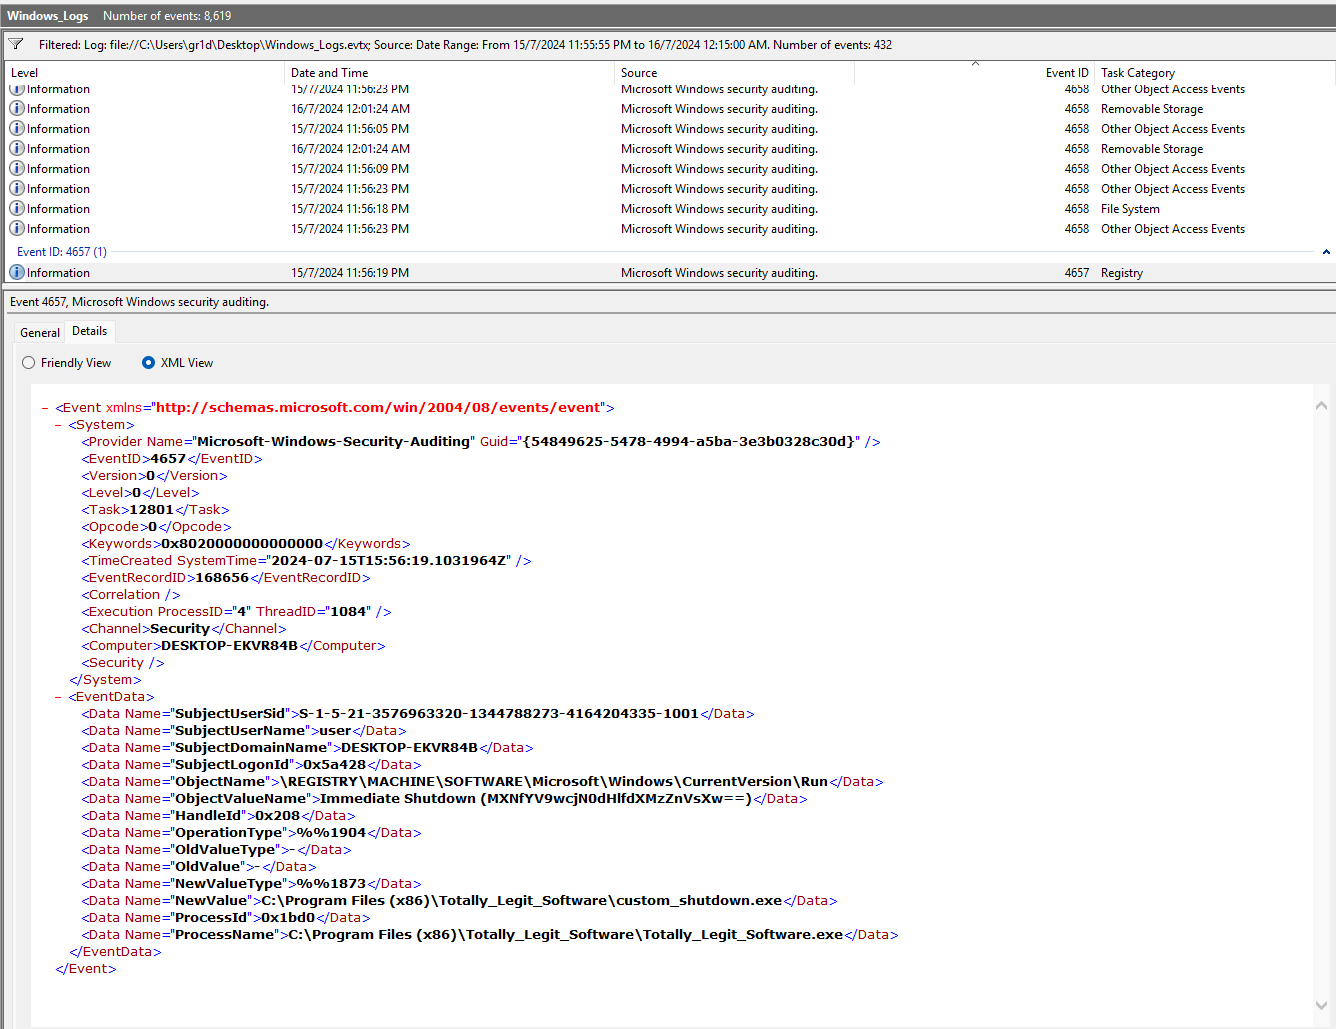 Windows_Logs Number of events: 8,619
Filtered: Log: file://C:\Users\gr1d\Desktop\Windows_Logs.evtx; Source: Date Range: From 15/7/2024 11:55:55 PM to 16/7/2024 12:15:00 AM. Number of events: 432
Level Date and Time Source Event ID Task Category
Information 15/7/2024 11:56:23 PM Microsoft Windows security auditing. 4658 Other Object Access Events
Information 16/7/2024 12:01:24 AM Microsoft Windows security auditing. 4658 Removable Storage
Information 15/7/2024 11:56:05 PM Microsoft Windows security auditing. 4658 Other Object Access Events
Information 16/7/2024 12:01:24 AM Microsoft Windows security auditing. 4658 Removable Storage
Information 15/7/2024 11:56:09 PM Microsoft Windows security auditing. 4658 Other Object Access Events
Information 15/7/2024 11:56:23 PM Microsoft Windows security auditing. 4658 Other Object Access Events
Information 15/7/2024 11:56:18 PM Microsoft Windows security auditing. 4658 File System
Information 15/7/2024 11:56:23 PM Microsoft Windows security auditing. 4658 Other Object Access Events
Event ID: 4657 (1)
Information 15/7/2024 11:56:19 PM Microsoft Windows security auditing. 4657 Registry
Event 4657, Microsoft Windows security auditing.
General Details
Friendly View XML View
- <Event xmlns="http://schemas.microsoft.com/win/2004/08/events/event">
- <System>
<Provider Name="Microsoft-Windows-Security-Auditing" Guid="{54849625-5478-4994-a5ba-3e3b0328c30d}" />
<EventID>4657</EventID>
<Version>0</Version>
<Level>0</Level>
<Task>12801</Task>
<Opcode>0</Opcode>
<Keywords>0x8020000000000000</Keywords>
<TimeCreated SystemTime="2024-07-15T15:56:19.1031964Z" />
<EventRecordID>168656</EventRecordID>
<Correlation />
<Execution ProcessID="4" ThreadID="1084" />
<Channel>Security</Channel>
<Computer>DESKTOP-EKVR84B</Computer>
<Security />
</System>
- <EventData>
<Data Name="SubjectUserSid">S-1-5-21-3576963320-1344788273-4164204335-1001</Data>
<Data Name="SubjectUserName">user</Data>
<Data Name="SubjectDomainName">DESKTOP-EKVR84B</Data>
<Data Name="SubjectLogonId">0x5a428</Data>
<Data Name="ObjectName">\REGISTRY\MACHINE\SOFTWARE\Microsoft\Windows\CurrentVersion\Run</Data>
<Data Name="ObjectValueName">Immediate Shutdown (MXNfYV9wcjN0dHlfdXMzZnVsXw==)</Data>
<Data Name="HandleId">0x208</Data>
<Data Name="OperationType">%%1904</Data>
<Data Name="OldValueType">-</Data>
<Data Name="OldValue">-</Data>
<Data Name="NewValueType">%%1873</Data>
<Data Name="NewValue">C:\Program Files (x86)\Totally_Legit_Software\custom_shutdown.exe</Data>
<Data Name="ProcessId">0x1bd0</Data>
<Data Name="ProcessName">C:\Program Files (x86)\Totally_Legit_Software\Totally_Legit_Software.exe</Data>
</EventData>
</Event>